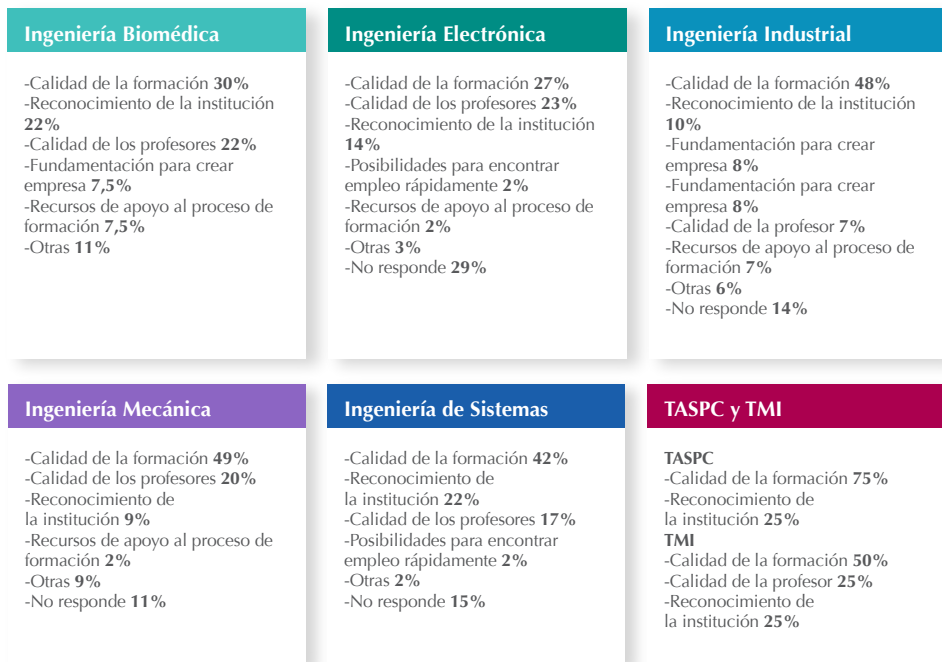 Ingeniería Biomédica
-Calidad de la formación 30%
-Reconocimiento de la institución
22%
-Calidad de los profesores 22%
-Fundamentación para crear
empresa 7,5%
-Recursos de apoyo al proceso de
formación 7,5%
-Otras 11%
Ingeniería Electrónica
-Calidad de la formación 27%
-Calidad de los profesores 23%
-Reconocimiento de la institución
14%
-Posibilidades para encontrar
empleo rápidamente 2%
-Recursos de apoyo al proceso de
formación 2%
-Otras 3%
-No responde 29%
Ingeniería Industrial
-Calidad de la formación 48%
-Reconocimiento de la institución
10%
-Fundamentación para crear
empresa 8%
-Fundamentación para crear
empresa 8%
-Calidad de la profesor 7%
-Recursos de apoyo al proceso de
formación 7%
-Otras 6%
-No responde 14%
Ingeniería Mecánica
-Calidad de la formación 49%
-Calidad de los profesores 20%
-Reconocimiento de
la institución 9%
-Recursos de apoyo al proceso de
formación 2%
-Otras 9%
-No responde 11%
Ingeniería de Sistemas
-Calidad de la formación 42%
-Reconocimiento de
la institución 22%
-Calidad de los profesores 17%
-Posibilidades para encontrar
empleo rápidamente 2%
-Otras 2%
-No responde 15%
TASPC y TMI
TASPC
-Calidad de la formación 75%
-Reconocimiento de
la institución 25%
TMI
-Calidad de la formación 50%
-Calidad de la profesor 25%
-Reconocimiento de
la institución 25%